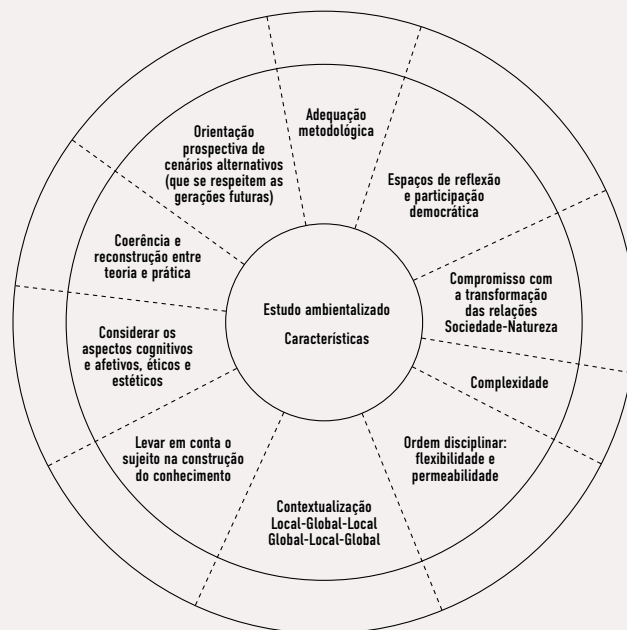 Adequação
metodológica
Espaços de reflexão
e participação
democrática
Compromisso com
a transformação
das relações
Sociedade-Natureza
Complexidade
Ordem disciplinar:
flexibilidade e
permeabilidade
Contextualização
Local-Global-Local
Global-Local-Global
Levar em conta o
sujeito na construção
do conhecimento
Considerar os
aspectos cognitivos
e afetivos, éticos e
estéticos
Coerência e
reconstrução entre
teoria e prática
Orientação
prospectiva de
cenários alternativos
(que se respeitem as
gerações futuras)
Estudo ambientalizado
Características